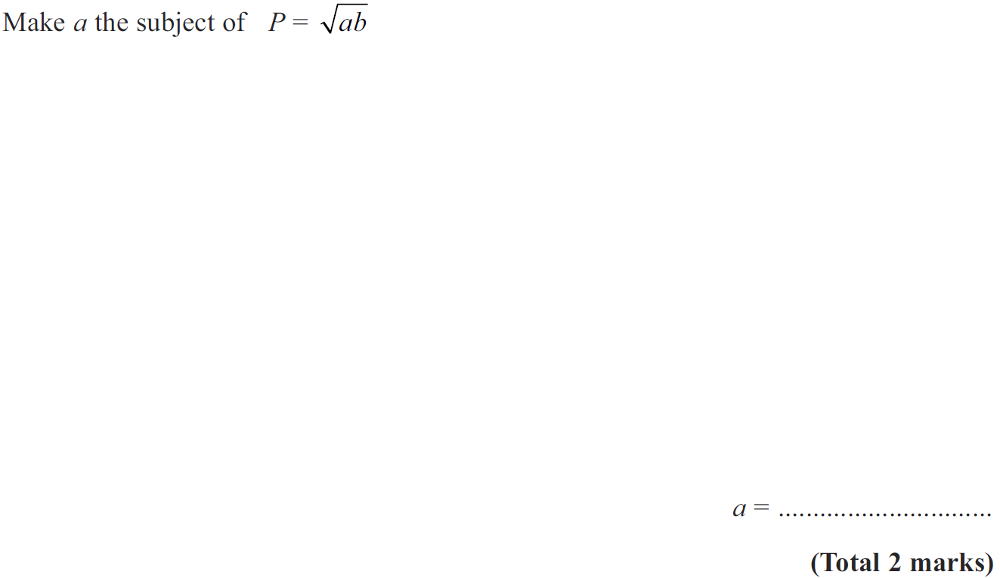 Make a the subject of P = √ab
a = ...............................
(Total 2 marks)